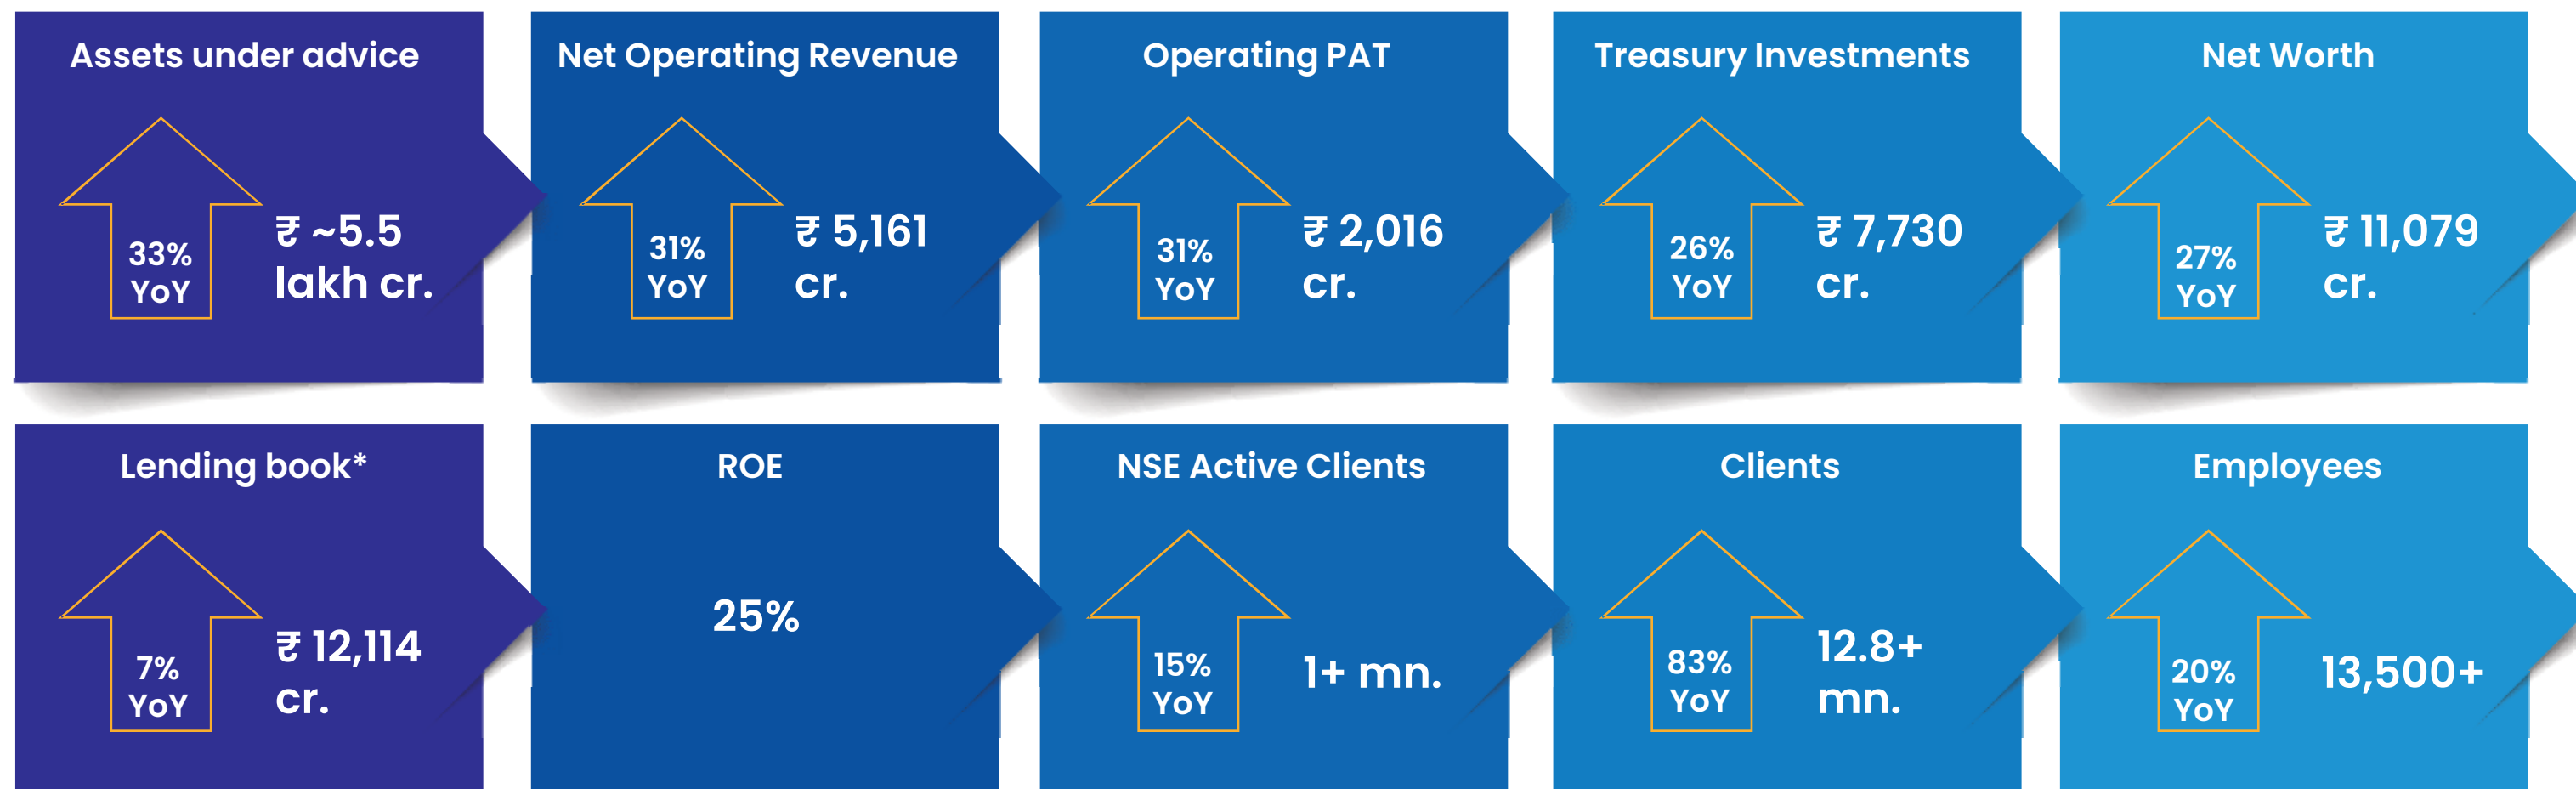 Assets under advice
33%
YoY
₹ ~5.5
lakh cr.
Net Operating Revenue
31%
YoY
₹ 5,161
cr.
Operating PAT
31%
YoY
₹ 2,016
cr.
Treasury Investments
26%
YoY
₹ 7,730
cr.
Net Worth
27%
YoY
₹ 11,079
cr.
Lending book*
7%
YoY
₹ 12,114
cr.
ROE
25%
NSE Active Clients
15%
YoY
1+ mn.
Clients
83%
YoY
12.8+
mn.
Employees
20%
YoY
13,500+